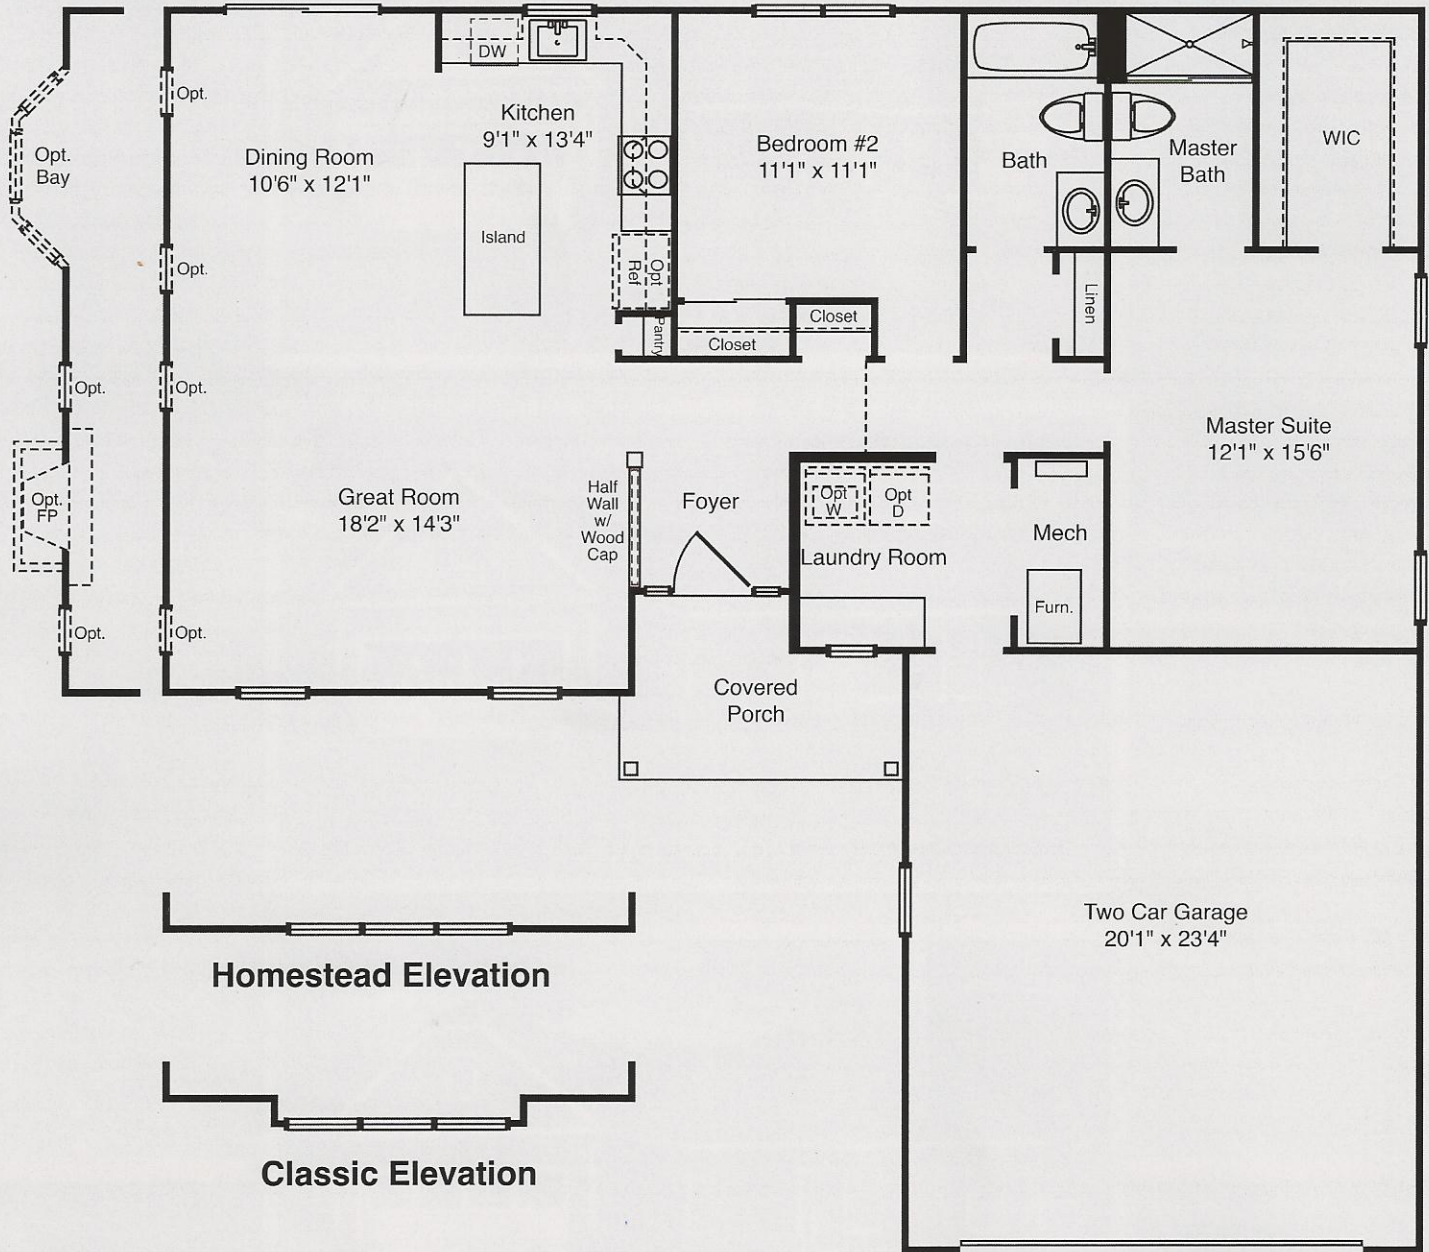 DW
Opt.
Kitchen
9'1" x 13'4"
Opt.
Bay
Dining Room
10'6" x 12'1"
Bedroom #2
11'1" x 11'1"
Bath
Master
Bath
WIC
Island
Opt.
Opt
Ref
Linen
Pantry
Closet
Closet
Opt.
Opt.
Master Suite
12'1" x 15'6"
Opt.
FP
Great Room
18'2" x 14'3"
Half
Wall
w/
Wood
Cap
Foyer
Opt
W
Opt
D
Laundry Room
Mech
Furn.
Opt.
Opt.
Covered
Porch
Two Car Garage
20'1" x 23'4"
Homestead Elevation
Classic Elevation